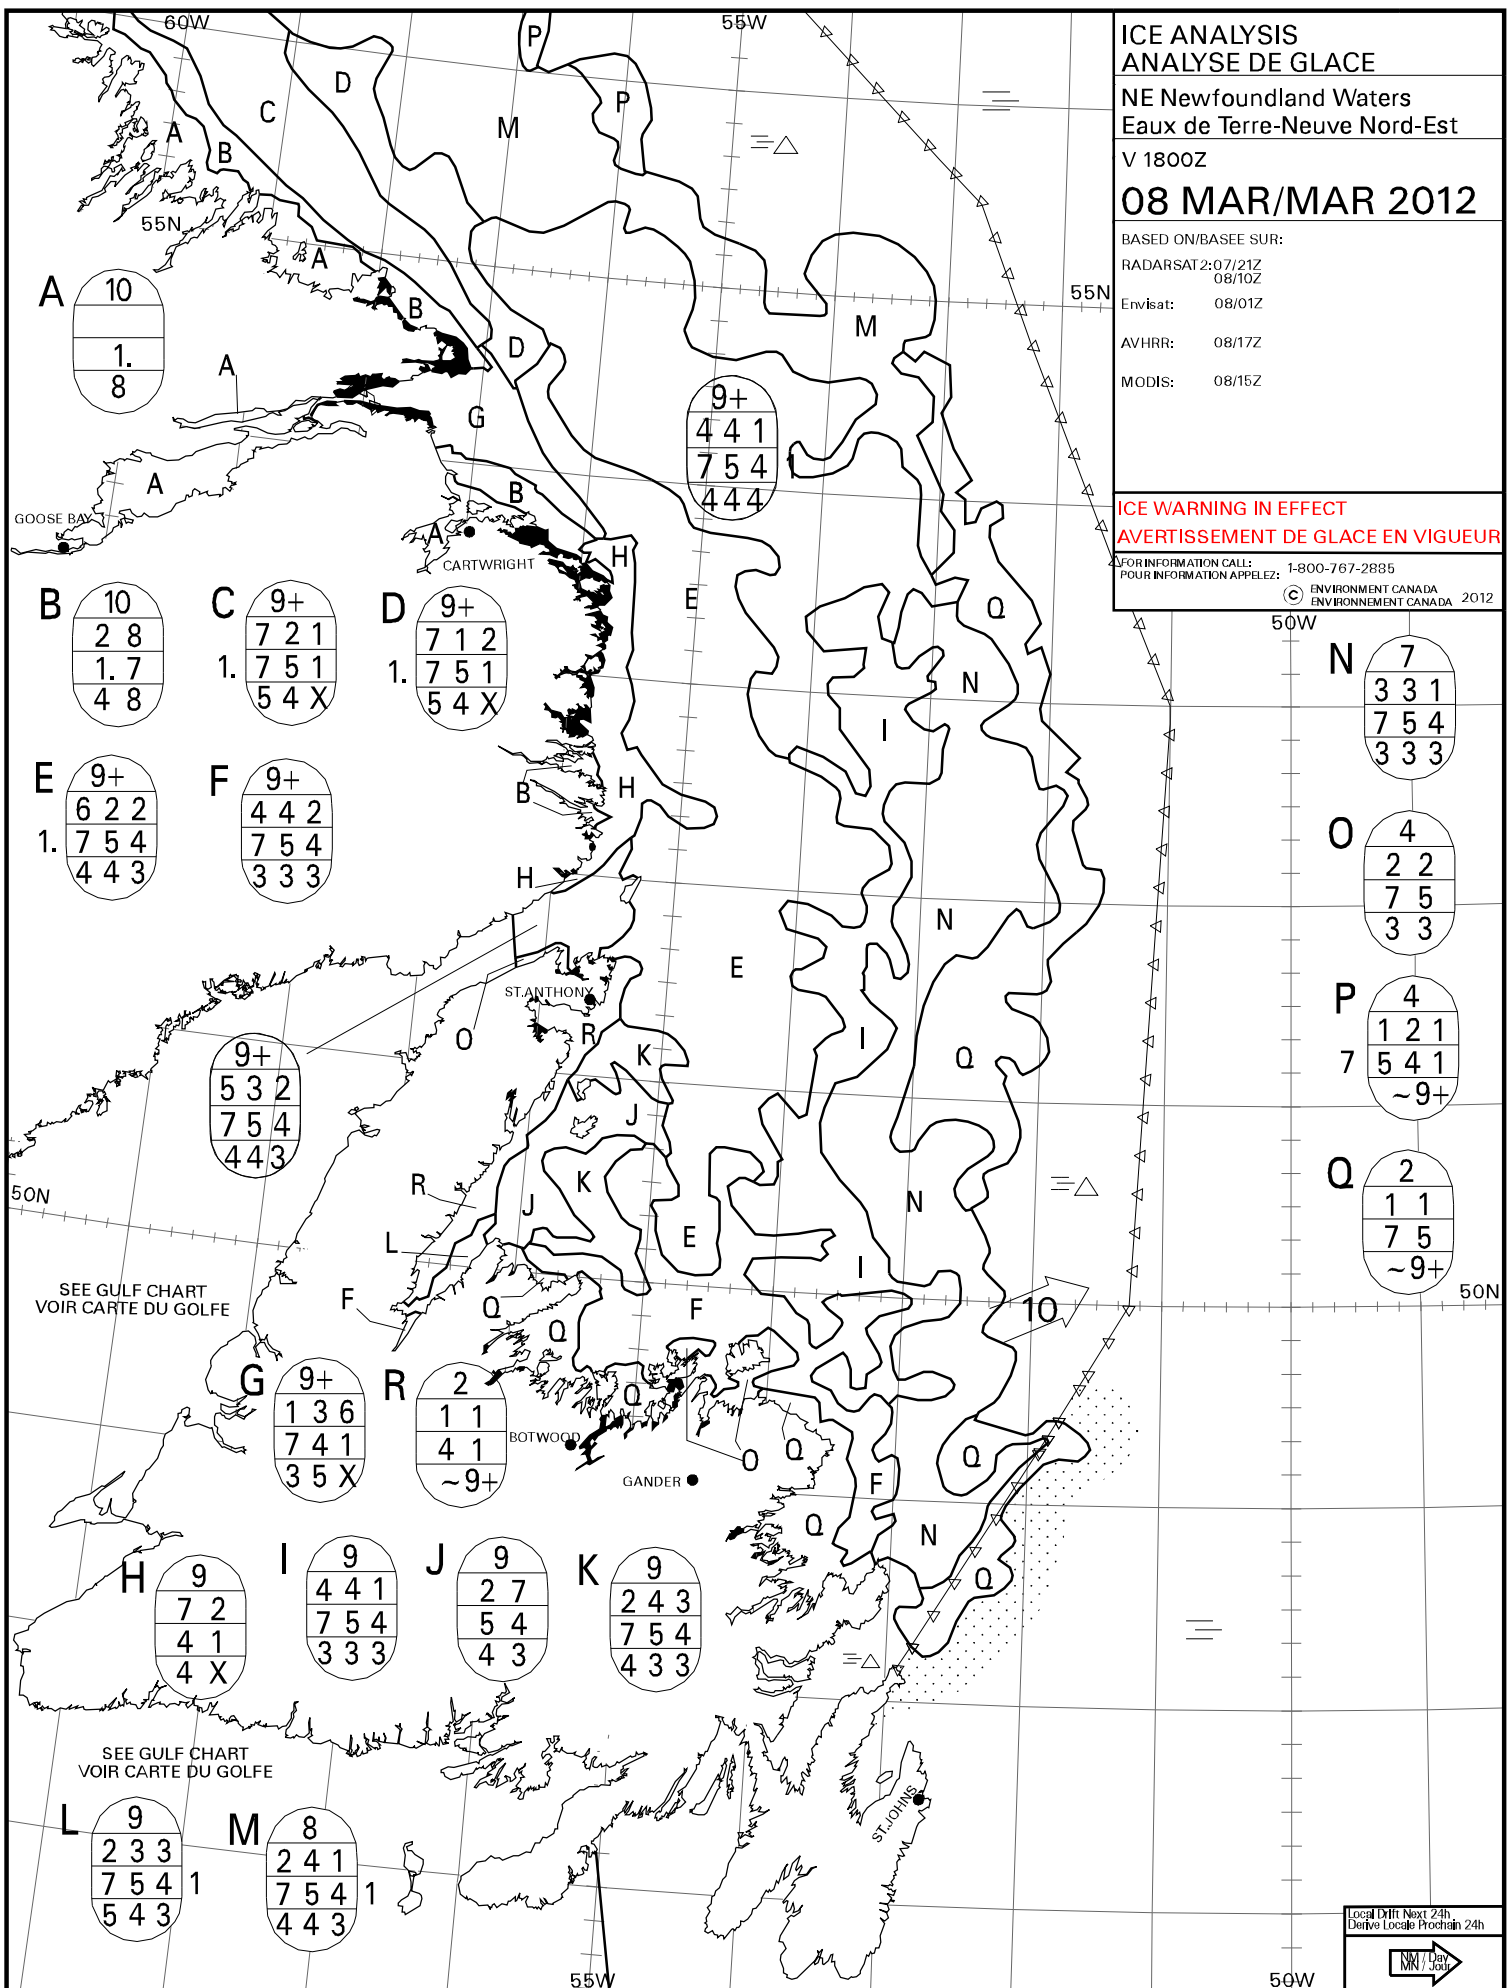 60W
55W
ICE ANALYSIS
ANALYSE DE GLACE
NE Newfoundland Waters
Eaux de Terre-Neuve Nord-Est
V 1800Z
08 MAR/MAR 2012
BASED ON/BASEE SUR:
RADARSAT2:07/21Z
08/10Z
Envisat: 08/01Z
AVHRR: 08/17Z
MODIS: 08/15Z
ICE WARNING IN EFFECT
AVERTISSEMENT DE GLACE EN VIGUEUR
FOR INFORMATION CALL:
POUR INFORMATION APPELEZ: 1-800-767-2885
© ENVIRONMENT CANADA
ENVIRONNEMENT CANADA 2012
P
D
P
C
M
A
B
55N
A
55N
B
M
D
A
G
A
B
A
GOOSE BAY
CARTWRIGHT
H
E
Q
50W
N
I
B
H
H
N
E
ST.ANTHONY
O
R
K
I
Q
J
R
K
J
N
L
E
I
50N
SEE GULF CHART
VOIR CARTE DU GOLFE
F
Q
Q
F
10
50N
Q
BOTWOOD
O
Q
GANDER
F
Q
Q
N
Q
SEE GULF CHART
VOIR CARTE DU GOLFE
ST.JOHNS
55W
50W
A
10
1.
8
9+
4 4 1
7 5 4 1
4 4 4
B
10
2 8
1. 7
4 8
C
9+
7 2 1
1. 7 5 1
5 4 X
D
9+
7 1 2
1. 7 5 1
5 4 X
E
9+
6 2 2
1. 7 5 4
4 4 3
F
9+
4 4 2
7 5 4
3 3 3
9+
5 3 2
7 5 4
4 4 3
G
9+
1 3 6
7 4 1
3 5 X
R
2
1 1
4 1
~9+
H
9
7 2
4 1
4 X
I
9
4 4 1
7 5 4
3 3 3
J
9
2 7
5 4
4 3
K
9
2 4 3
7 5 4
4 3 3
L
9
2 3 3
7 5 4 1
5 4 3
M
8
2 4 1
7 5 4 1
4 4 3
N
7
3 3 1
7 5 4
3 3 3
O
4
2 2
7 5
3 3
P
4
1 2 1
7 5 4 1
~9+
Q
2
1 1
7 5
~9+
Local Drift Next 24h
Derive Locale Prochain 24h
NM / Day
MN / Jour